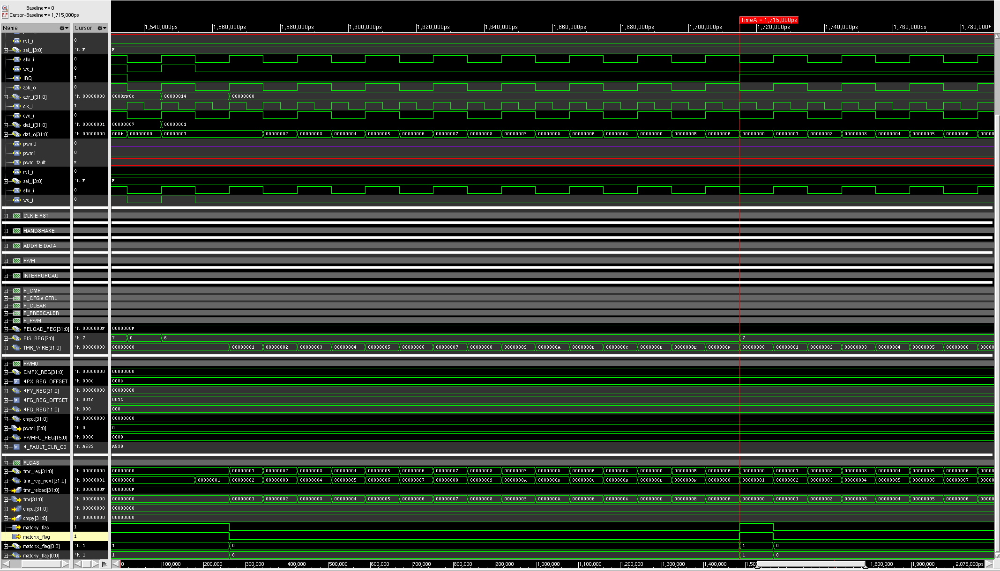 Baseline▼= 0
Cursor-Baseline▼= 1,715,000ps
TimeA = 1,715,000ps
Name Cursor 1,540,000ps 1,560,000ps 1,580,000ps 1,600,000ps 1,620,000ps 1,640,000ps 1,660,000ps 1,680,000ps 1,700,000ps 1,720,000ps 1,740,000ps 1,760,000ps 1,780,000
rst_i 0
sel_i[3:0] 'h F F
stb_i 0
we_i 0
IRQ 1
ack_o 0
adr_i[31:0] 'h 00000000 0000FF0C 00000014 00000000
clk_i 1
cyc_i 0
dat_i[31:0] 'h 00000001 00000007 00000001
dat_o[31:0] 'h 00000000 000 00000000 00000001 00000002 00000003 00000004 00000005 00000006 00000007 00000008 00000009 0000000A 0000000B 0000000C 0000000D 0000000E 0000000F 00000000 00000001 00000002 00000003 00000004 00000005 00000006 0000
pwm0 0
pwm1 0
pwm_fault x
rst_i 0
sel_i[3:0] 'h F F
stb_i 0
we_i 0
CLK E RST
HANDSHAKE
ADDR E DATA
PWM
INTERRUPCAO
R_CMP
R_CFG e CTRL
R_CLEAR
R_PRESCALER
R_PWM
RELOAD_REG[31:0] 'h 0000000F 0000000F
RIS_REG[2:0] 'h 7 7 0 6 7
TMR_WIRE[31:0] 'h 00000000 00000000 00000001 00000002 00000003 00000004 00000005 00000006 00000007 00000008 00000009 0000000A 0000000B 0000000C 0000000D 0000000E 0000000F 00000000 00000001 00000002 00000003 00000004 00000005 00000006 0000
PWM0
CMPX_REG[31:0] 'h 00000000 00000000
PX_REG_OFFSET 'h 000c 000c
PY_REG[31:0] 'h 00000000 00000000
FG_REG_OFFSET 'h 001c 001c
FG_REG[11:0] 'h 000 000
cmpx[31:0] 'h 00000000 00000000
pwm1[0:0] 'h 0 0
PWMFC_REG[15:0] 'h 0000 0000
_FAULT_CLR_CO 'h A539 A539
FLGAS
tmr_reg[31:0] 'h 00000000 00000000 00000001 00000002 00000003 00000004 00000005 00000006 00000007 00000008 00000009 0000000A 0000000B 0000000C 0000000D 0000000E 0000000F 00000000 00000001 00000002 00000003 00000004 00000005 00000006 0000
tmr_reg_next[31:0] 'h 00000001 00000000 00000001 00000002 00000003 00000004 00000005 00000006 00000007 00000008 00000009 0000000A 0000000B 0000000C 0000000D 0000000E 0000000F 00000000 00000001 00000002 00000003 00000004 00000005 00000006 00000007 0000
tmr_reload[31:0] 'h 0000000F 0000000F
tmr[31:0] 'h 00000000 00000000 00000001 00000002 00000003 00000004 00000005 00000006 00000007 00000008 00000009 0000000A 0000000B 0000000C 0000000D 0000000E 0000000F 00000000 00000001 00000002 00000003 00000004 00000005 00000006 0000
cmpx[31:0] 'h 00000000 00000000
cmpy[31:0] 'h 00000000 00000000
matchy_flag 1
matchx_flag 1
matchx_flag[0:0] 'h 1 1 0 1 0
matchy_flag[0:0] 'h 1 1 0 1 0
0 100,000 200,000 300,000 400,000 500,000 600,000 700,000 800,000 900,000 1,000,000 1,100,000 1,200,000 1,300,000 1,400,000 1,500 1,800,000 1,900,000 2,075,000ps